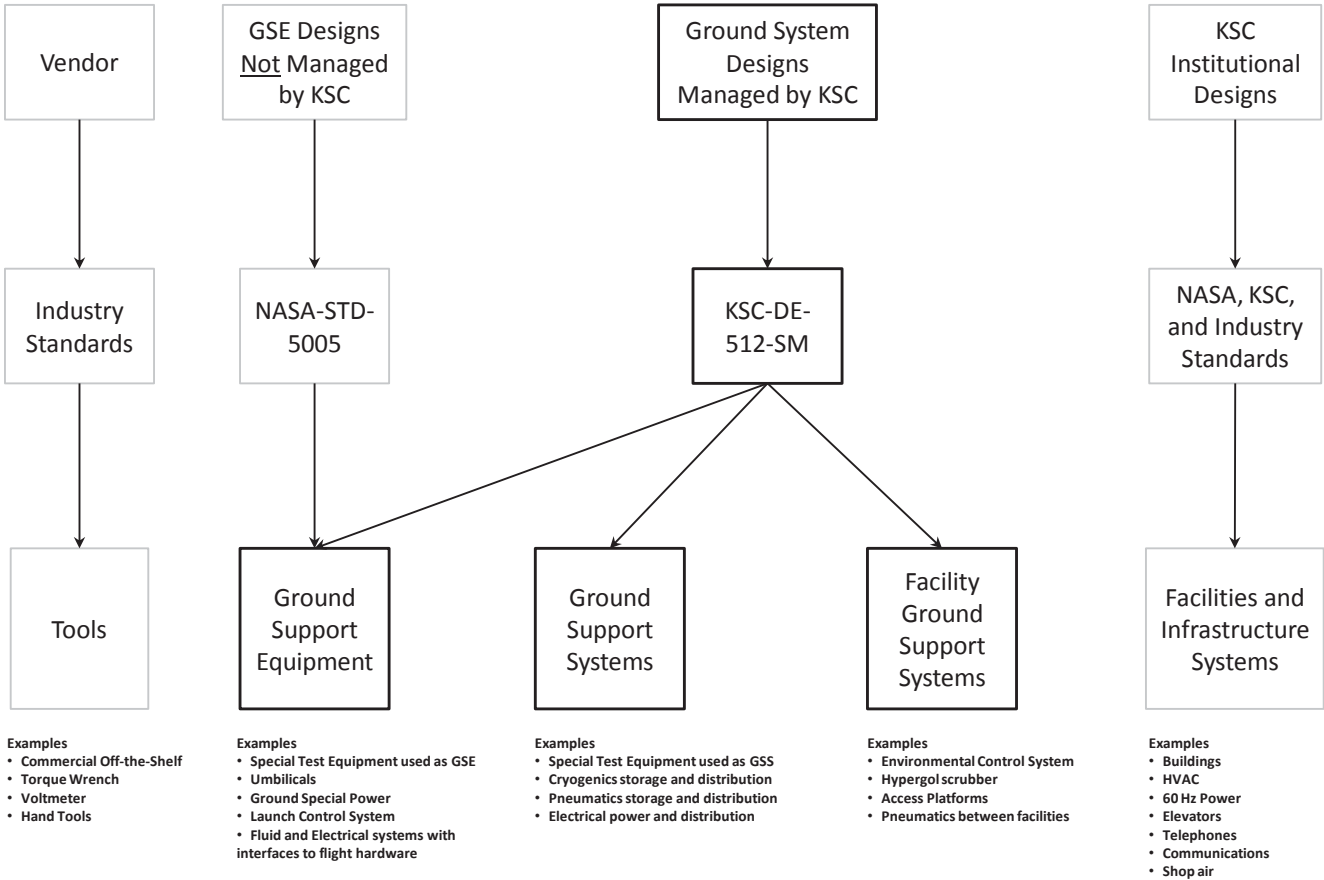 Vendor
GSE Designs
Not Managed
by KSC
Ground System
Designs
Managed by KSC
KSC
Institutional
Designs
Industry
Standards
NASA-STD-
5005
KSC-DE-
512-SM
NASA, KSC,
and Industry
Standards
Tools
Ground
Support
Equipment
Ground
Support
Systems
Facility
Ground
Support
Systems
Facilities and
Infrastructure
Systems
Examples
• Commercial Off-the-Shelf
• Torque Wrench
• Voltmeter
• Hand Tools
Examples
• Special Test Equipment used as GSE
• Umbilicals
• Ground Special Power
• Launch Control System
• Fluid and Electrical systems with
interfaces to flight hardware
Examples
• Special Test Equipment used as GSS
• Cryogenics storage and distribution
• Pneumatics storage and distribution
• Electrical power and distribution
Examples
• Environmental Control System
• Hypergol scrubber
• Access Platforms
• Pneumatics between facilities
Examples
• Buildings
• HVAC
• 60 Hz Power
• Elevators
• Telephones
• Communications
• Shop air